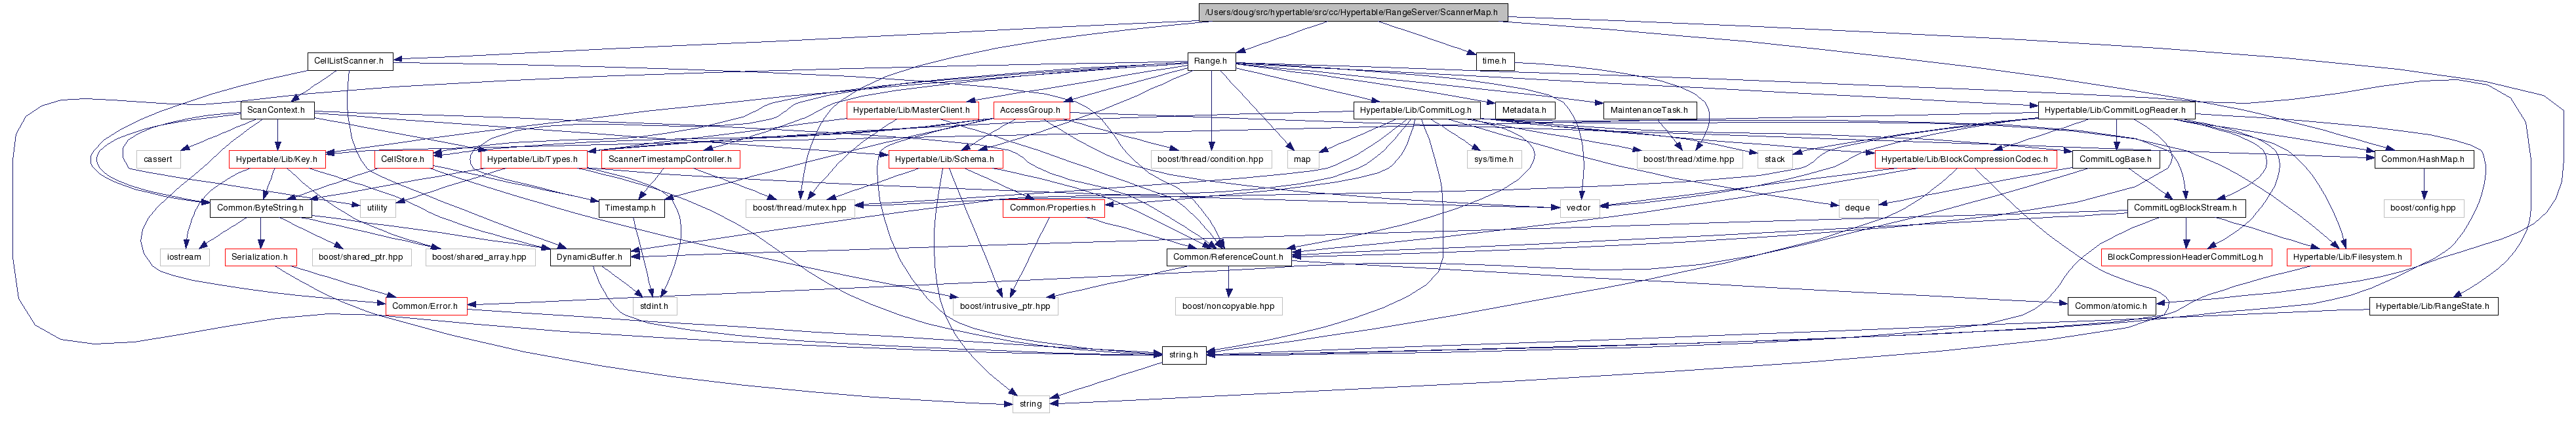 /Users/doug/src/hypertable/src/cc/Hypertable/RangeServer/ScannerMap.h
CellListScanner.h
Range.h
time.h
ScanContext.h
Hypertable/Lib/MasterClient.h
AccessGroup.h
Hypertable/Lib/CommitLog.h
Metadata.h
MaintenanceTask.h
Hypertable/Lib/CommitLogReader.h
cassert
Hypertable/Lib/Key.h
CellStore.h
Hypertable/Lib/Types.h
ScannerTimestampController.h
Hypertable/Lib/Schema.h
boost/thread/condition.hpp
map
sys/time.h
boost/thread/xtime.hpp
stack
Hypertable/Lib/BlockCompressionCodec.h
CommitLogBase.h
Common/HashMap.h
Common/ByteString.h
utility
Timestamp.h
boost/thread/mutex.hpp
Common/Properties.h
vector
deque
CommitLogBlockStream.h
boost/config.hpp
iostream
Serialization.h
boost/shared_ptr.hpp
boost/shared_array.hpp
DynamicBuffer.h
Common/ReferenceCount.h
BlockCompressionHeaderCommitLog.h
Hypertable/Lib/Filesystem.h
Common/Error.h
stdint.h
boost/intrusive_ptr.hpp
boost/noncopyable.hpp
Common/atomic.h
Hypertable/Lib/RangeState.h
string.h
string